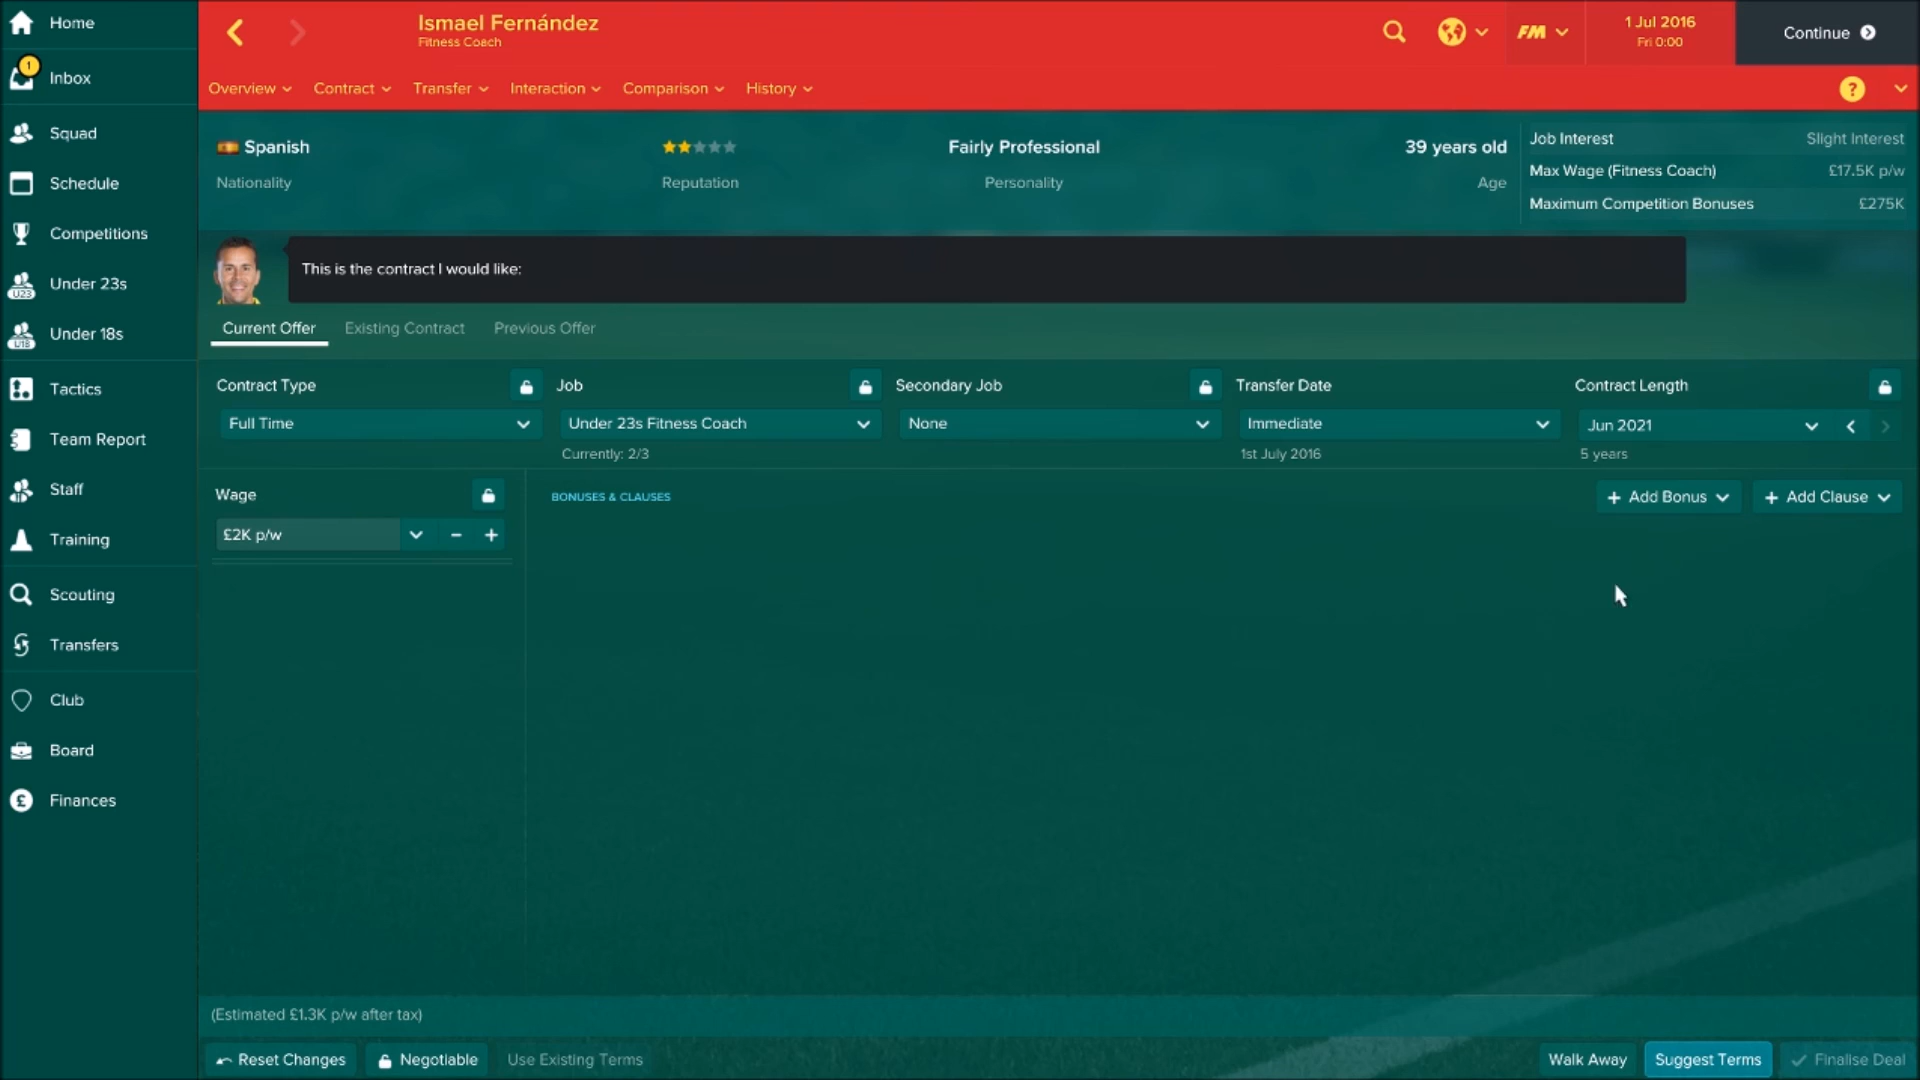 Home
Ismael Fernández
Fitness Coach
FM
1 Jul 2016
Fri 0:00
Continue
1
Inbox
Overview
Contract
Transfer
Interaction
Comparison
History
?
Squad
Schedule
Competitions
U23
Under 23s
U18
Under 18s
Tactics
Team Report
Staff
Training
Scouting
Transfers
Club
Board
£
Finances
Spanish
Nationality
Reputation
Fairly Professional
Personality
39 years old
Age
Job Interest
Slight Interest
Max Wage (Fitness Coach)
£17.5K p/w
Maximum Competition Bonuses
£275K
This is the contract I would like:
Current Offer
Existing Contract
Previous Offer
Contract Type
Full Time
Job
Under 23s Fitness Coach
Currently: 2/3
Secondary Job
None
Transfer Date
Immediate
1st July 2016
Contract Length
Jun 2021
5 years
Wage
£2K p/w
BONUSES & CLAUSES
+ Add Bonus
+ Add Clause
(Estimated £1.3K p/w after tax)
Reset Changes
Negotiable
Use Existing Terms
Walk Away
Suggest Terms
Finalise Deal